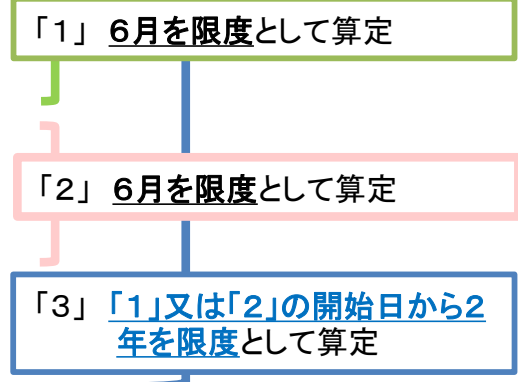 「1」 6月を限度として算定
「2」 6月を限度として算定
「3」 「1」又は「2」の開始日から2
年を限度として算定